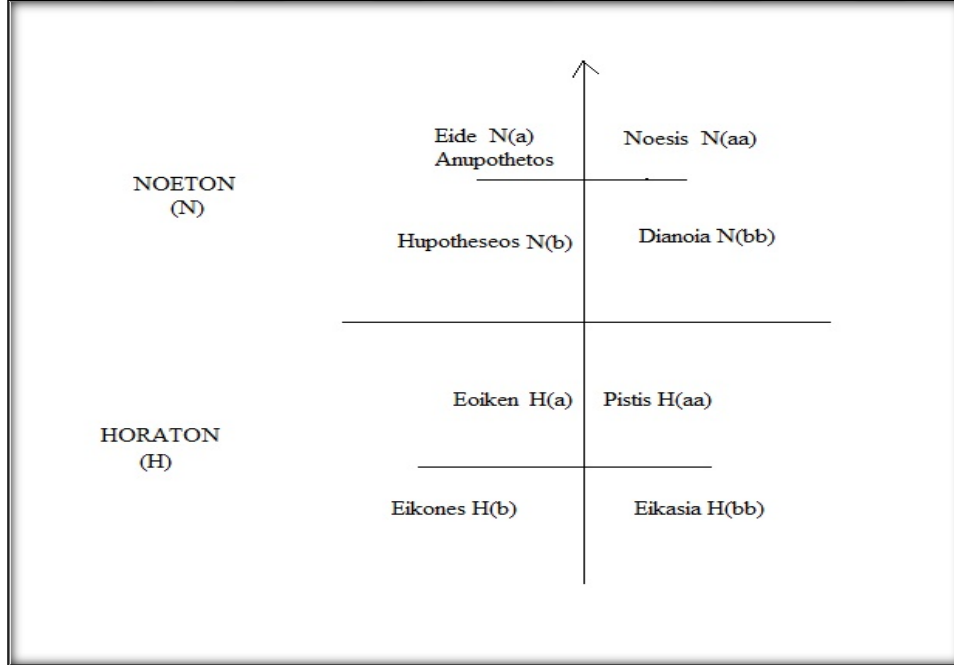 Eide N(a)
Anupothetos
Noesis N(aa)
NOETON
(N)
Hupotheseos N(b)
Dianoia N(bb)
Eoiken H(a)
Pistis H(aa)
HORATON
(H)
Eikones H(b)
Eikasia H(bb)